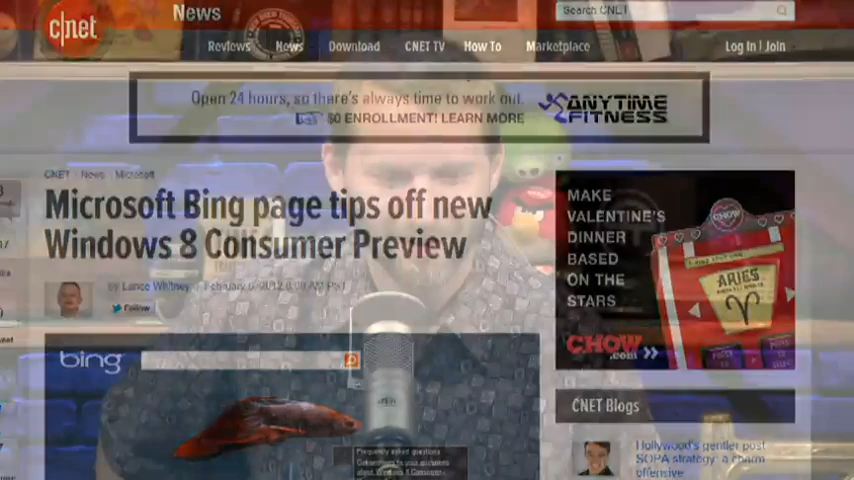 c|net
News
Search CNET
Reviews
News
Download
CNET TV
How To
Marketplace
Log In | Join
Open 24 hours, so there's always time to work out.
$0 ENROLLMENT! LEARN MORE
ANYTIME
FITNESS
CNET News Microsoft
Microsoft Bing page tips off new
Windows 8 Consumer Preview
by Lance Whitney
Follow
MAKE
VALENTINE'S
DINNER
BASED
ON THE
STARS
CHOW
ARIES
CHOW
.com
bing
CNET Blogs
Frequently asked questions
Hollywood's gentler post
SOPA strategy: a charm
offensive